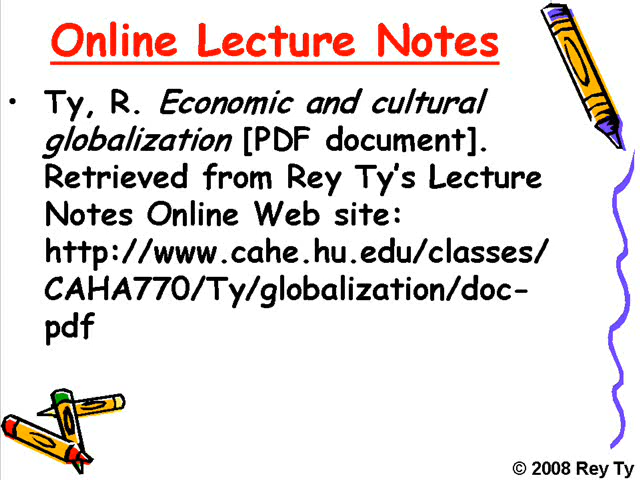 Online Lecture Notes
• Ty, R. Economic and cultural
globalization [PDF document].
Retrieved from Rey Ty’s Lecture
Notes Online Web site:
http://www.cahe.hu.edu/classes/
CAHA770/Ty/globalization/doc-
pdf
© 2008 Rey Ty